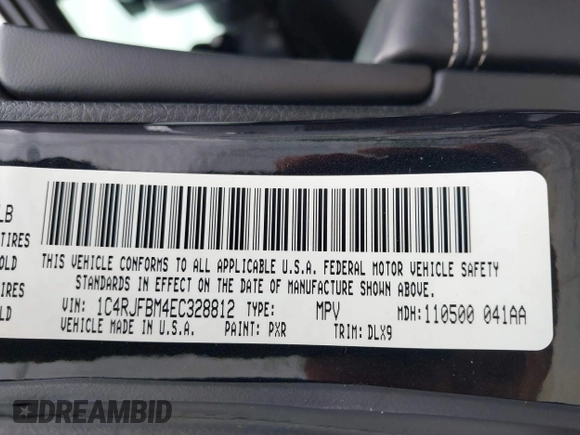 LB
TIRES
OLD
TIRES
OLD
THIS VEHICLE CONFORMS TO ALL APPLICABLE U.S.A. FEDERAL MOTOR VEHICLE SAFETY
STANDARDS IN EFFECT ON THE DATE OF MANUFACTURE SHOWN ABOVE.
VIN: 1C4RJFBM4EC328812 TYPE: MPV MDH: 110500 041AA
VEHICLE MADE IN U.S.A. PAINT: PXR TRIM: DLX9
DREAMBID